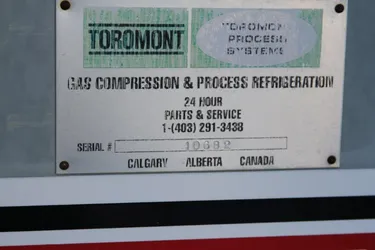 TOROMONT
TOROMONT
PROCESS
SYSTEMS
GAS COMPRESSION & PROCESS REFRIGERATION
24 HOUR
PARTS & SERVICE
1-(403) 291-3438
SERIAL # 10692
CALGARY ALBERTA CANADA